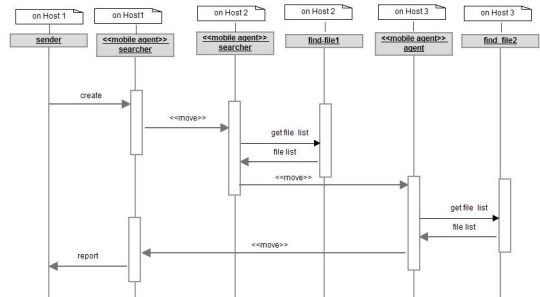 on Host 1
on Host1
on Host 2
on Host 2
on Host 3
on Host 3
sender
<<mobile agent>>
searcher
<<mobile agent>>
searcher
find-file1
<<mobile agent>>
agent
find_file2
create
<<move>>
get file list
file list
<<move>>
get file list
file list
<<move>>
report